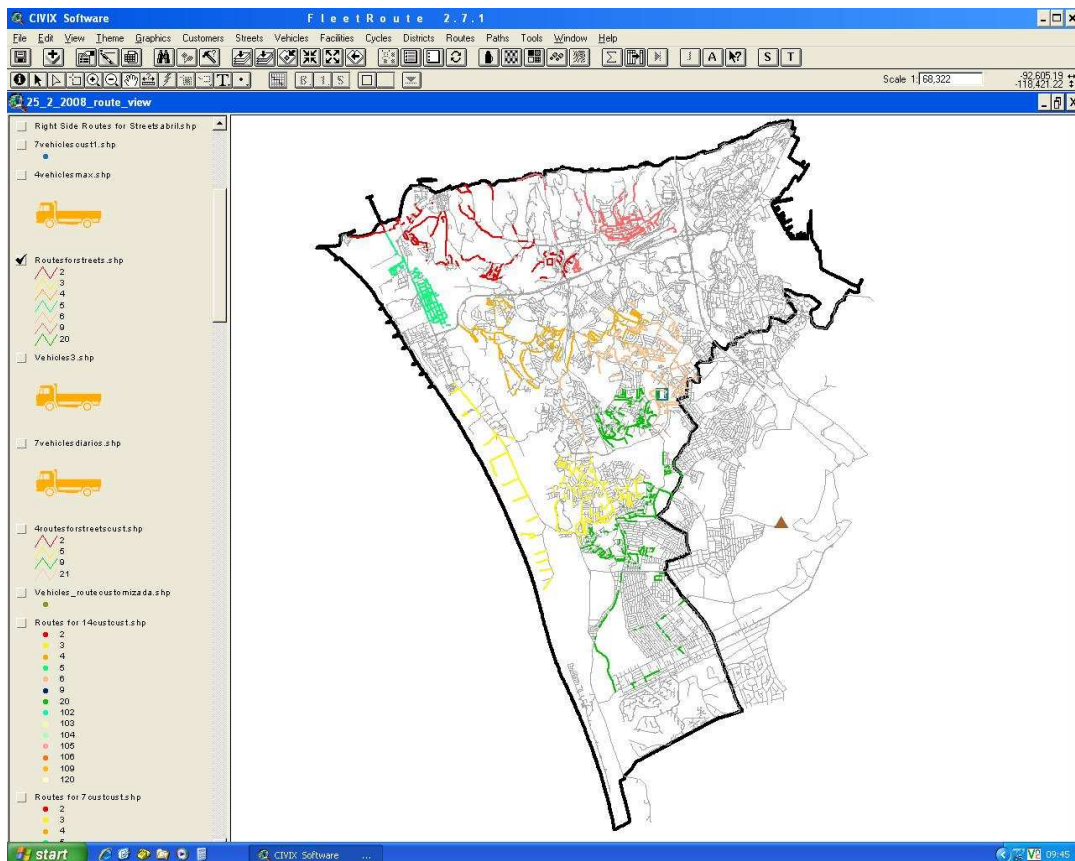 CIVIX Software FleetRoute 2.7.1
File Edit View Theme Graphics Customers Streets Vehicles Facilities Cycles Districts Routes Paths Tools Window Help
S T
Scale 1: 68,322
-92,605.19
-118,421.22
25_2_2008_route_view
Right Side Routes for Streetsabril.shp
7vehiclescust1.shp
4vehiclesmax.shp
Routesforstreets.shp
2
3
4
5
6
9
20
Vehicles3.shp
7vehiclesdiarios.shp
4routesforstreetscust.shp
2
5
9
21
Vehicles_routecustomizada.shp
Routes for 14custcust.shp
2
3
4
5
6
9
20
102
103
104
105
106
109
120
Routes for 7custcust.shp
2
3
4
start CIVIX Software ... 09:45